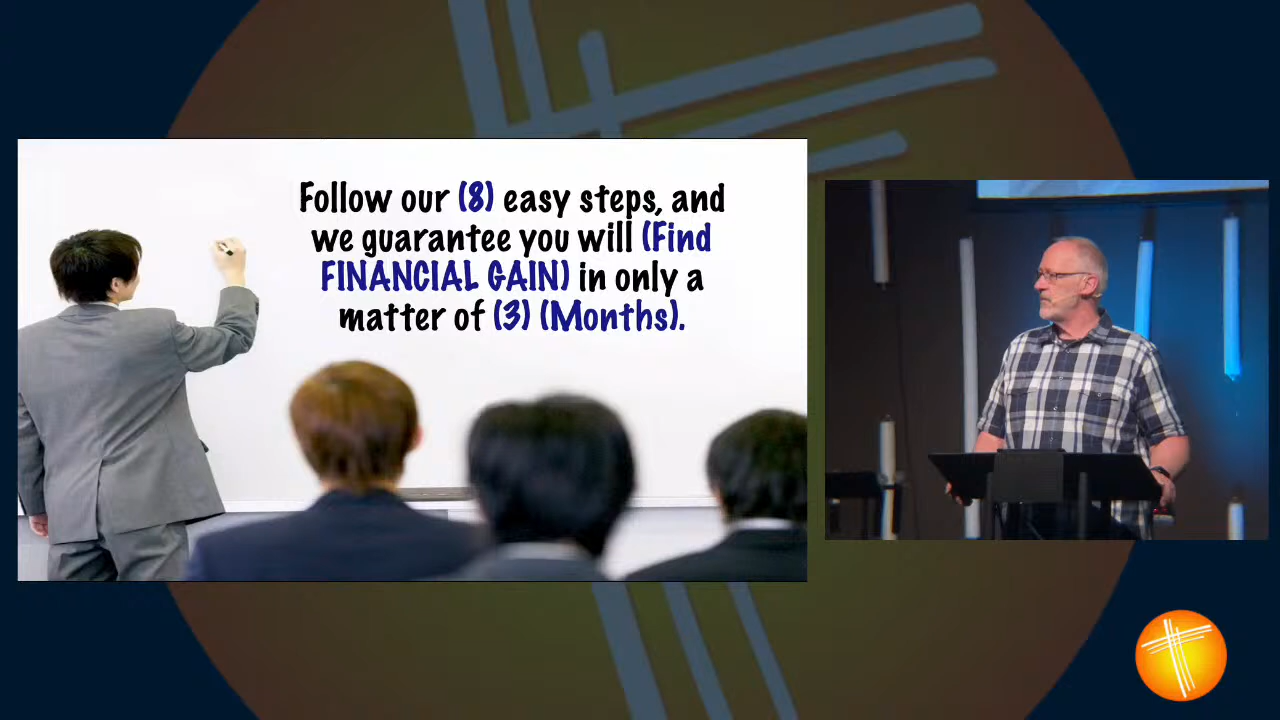 Follow our (8) easy steps, and
we guarantee you will (Find
FINANCIAL GAIN) in only a
matter of (3) (Months).